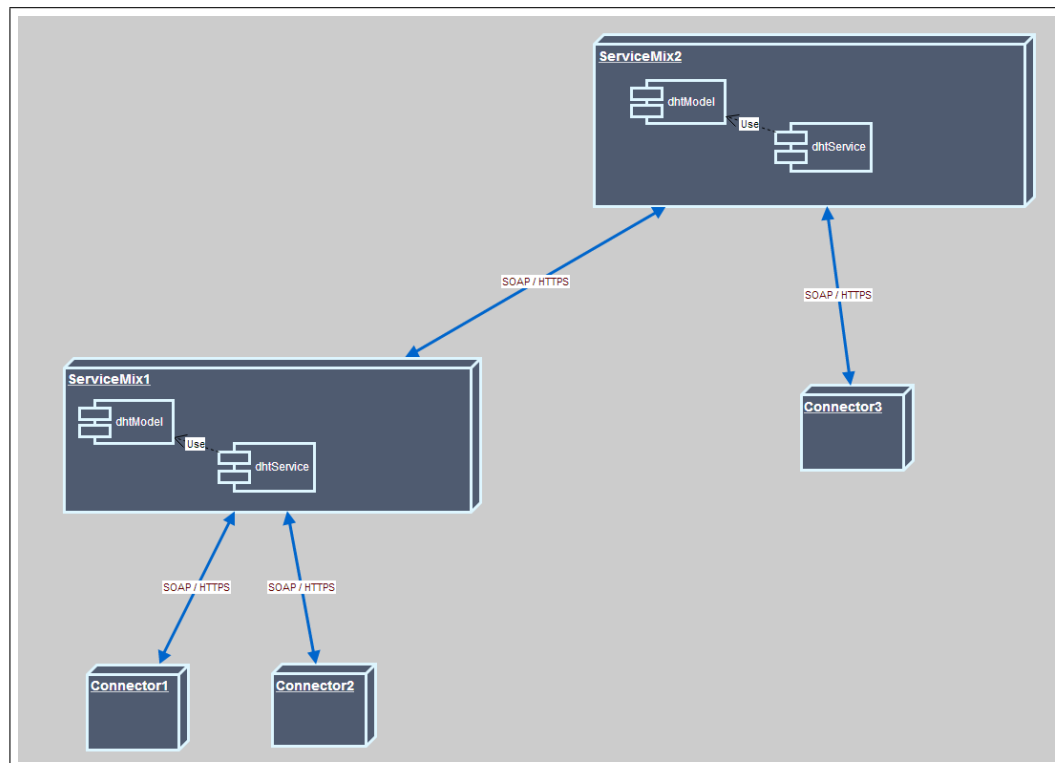 ServiceMix2
dhtModel
Use
dhtService
SOAP / HTTPS
SOAP / HTTPS
ServiceMix1
dhtModel
Use
dhtService
Connector3
SOAP / HTTPS
SOAP / HTTPS
Connector1
Connector2